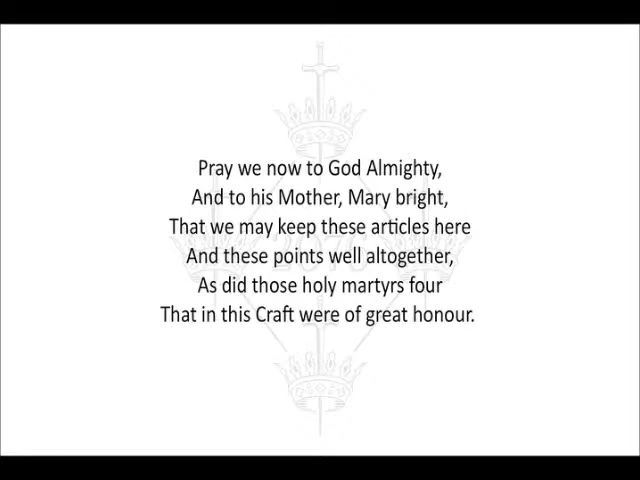 Pray we now to God Almighty,
And to his Mother, Mary bright,
That we may keep these articles here
And these points well altogether,
As did those holy martyrs four
That in this Craft were of great honour.
2076